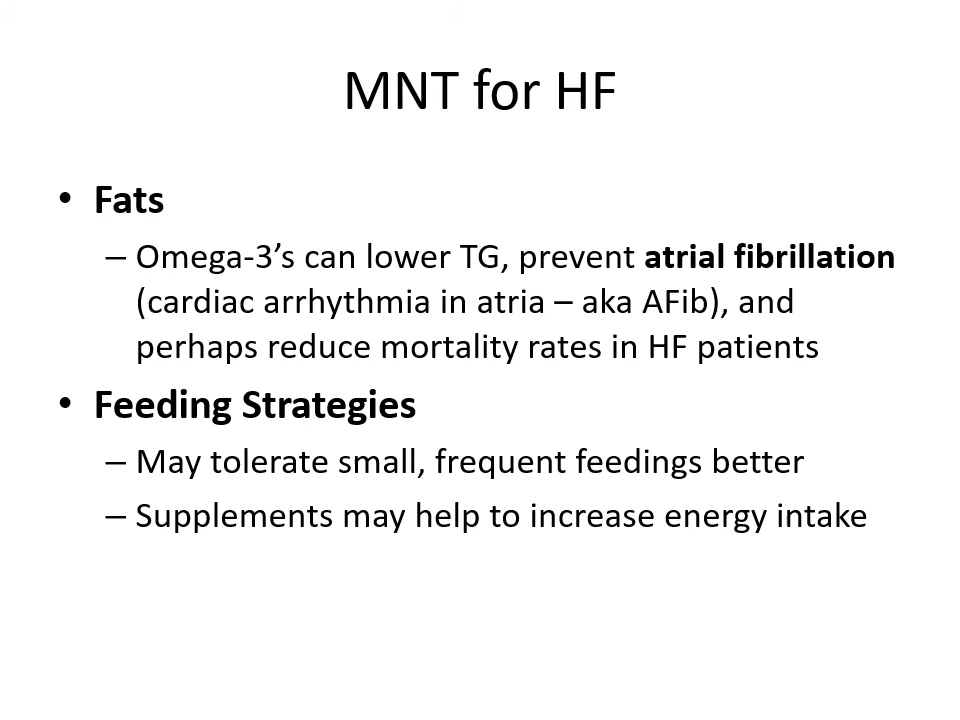 MNT for HF
• Fats
– Omega-3’s can lower TG, prevent atrial fibrillation
(cardiac arrhythmia in atria – aka AFib), and
perhaps reduce mortality rates in HF patients
• Feeding Strategies
– May tolerate small, frequent feedings better
– Supplements may help to increase energy intake